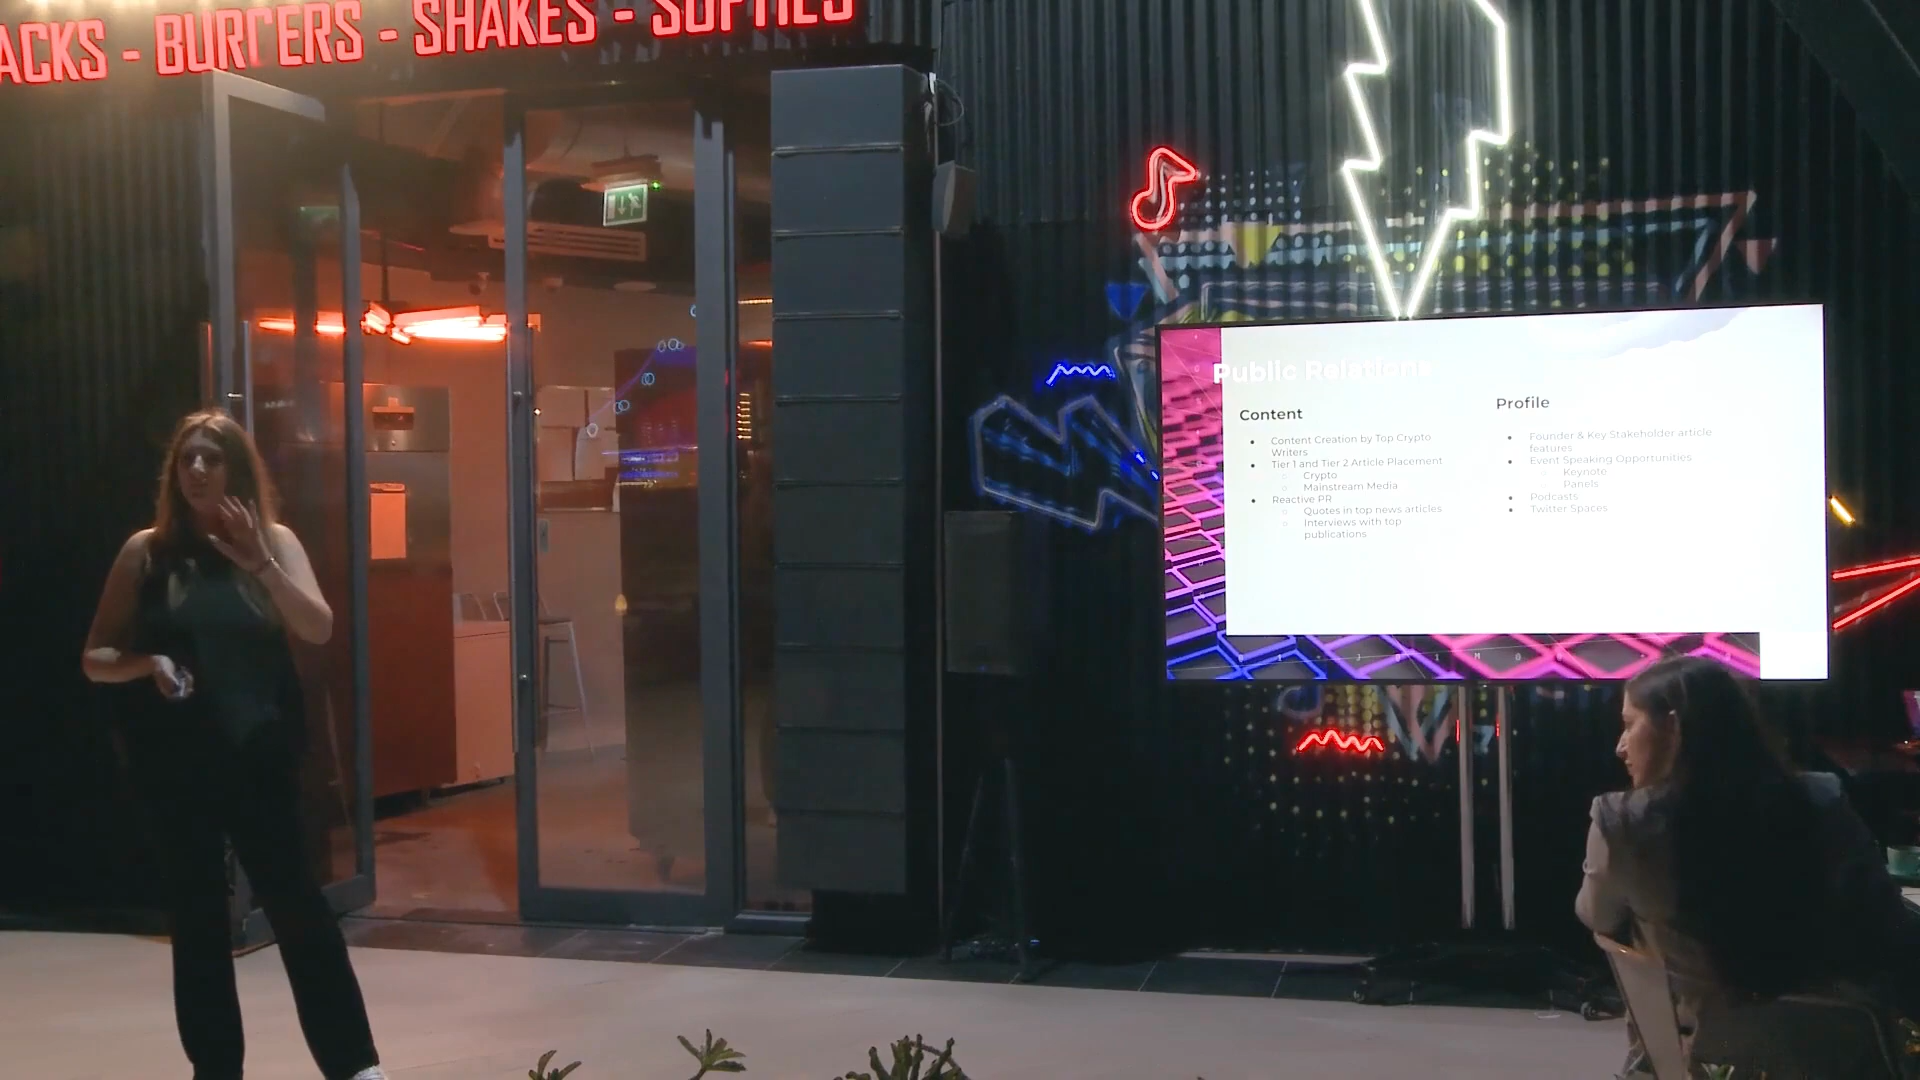 ACKS - BURGERS - SHAKES - SOFTIES
Public Relations
Content
Content Creation by Top Crypto
Writers
Tier 1 and Tier 2 Article Placement
Crypto
Mainstream Media
Reactive PR
Quotes in top news articles
Interviews with top
publications
Profile
Founder & Key Stakeholder article
features
Event Speaking Opportunities
Keynote
Panels
Podcasts
Twitter Spaces